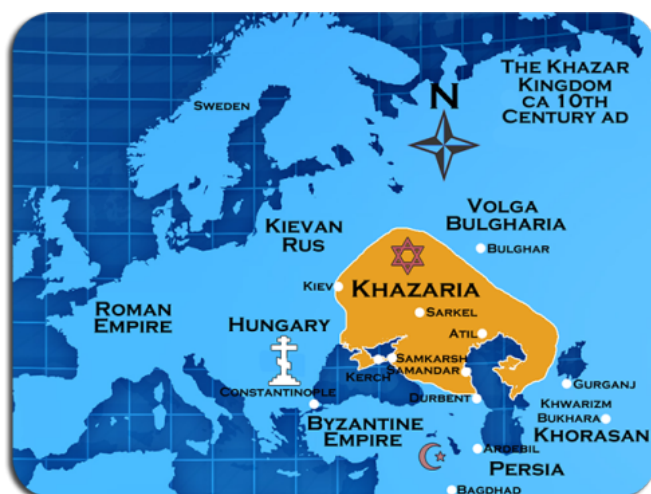 THE KHAZAR
KINGDOM
CA 10TH
CENTURY AD
N
SWEDEN
VOLGA
BULGHARIA
KIEVAN
RUS
BULGHAR
KIEV
KHAZARIA
ROMAN
EMPIRE
SARKEL
HUNGARY
ATIL
SAMKARSH
KERCH
SAMANDAR
CONSTANTINOPLE
DURBENT
GURGANJ
KHWARIZM
BYZANTINE
EMPIRE
BUKHARA
KHORASAN
ARDEBIL
PERSIA
BAGDHAD